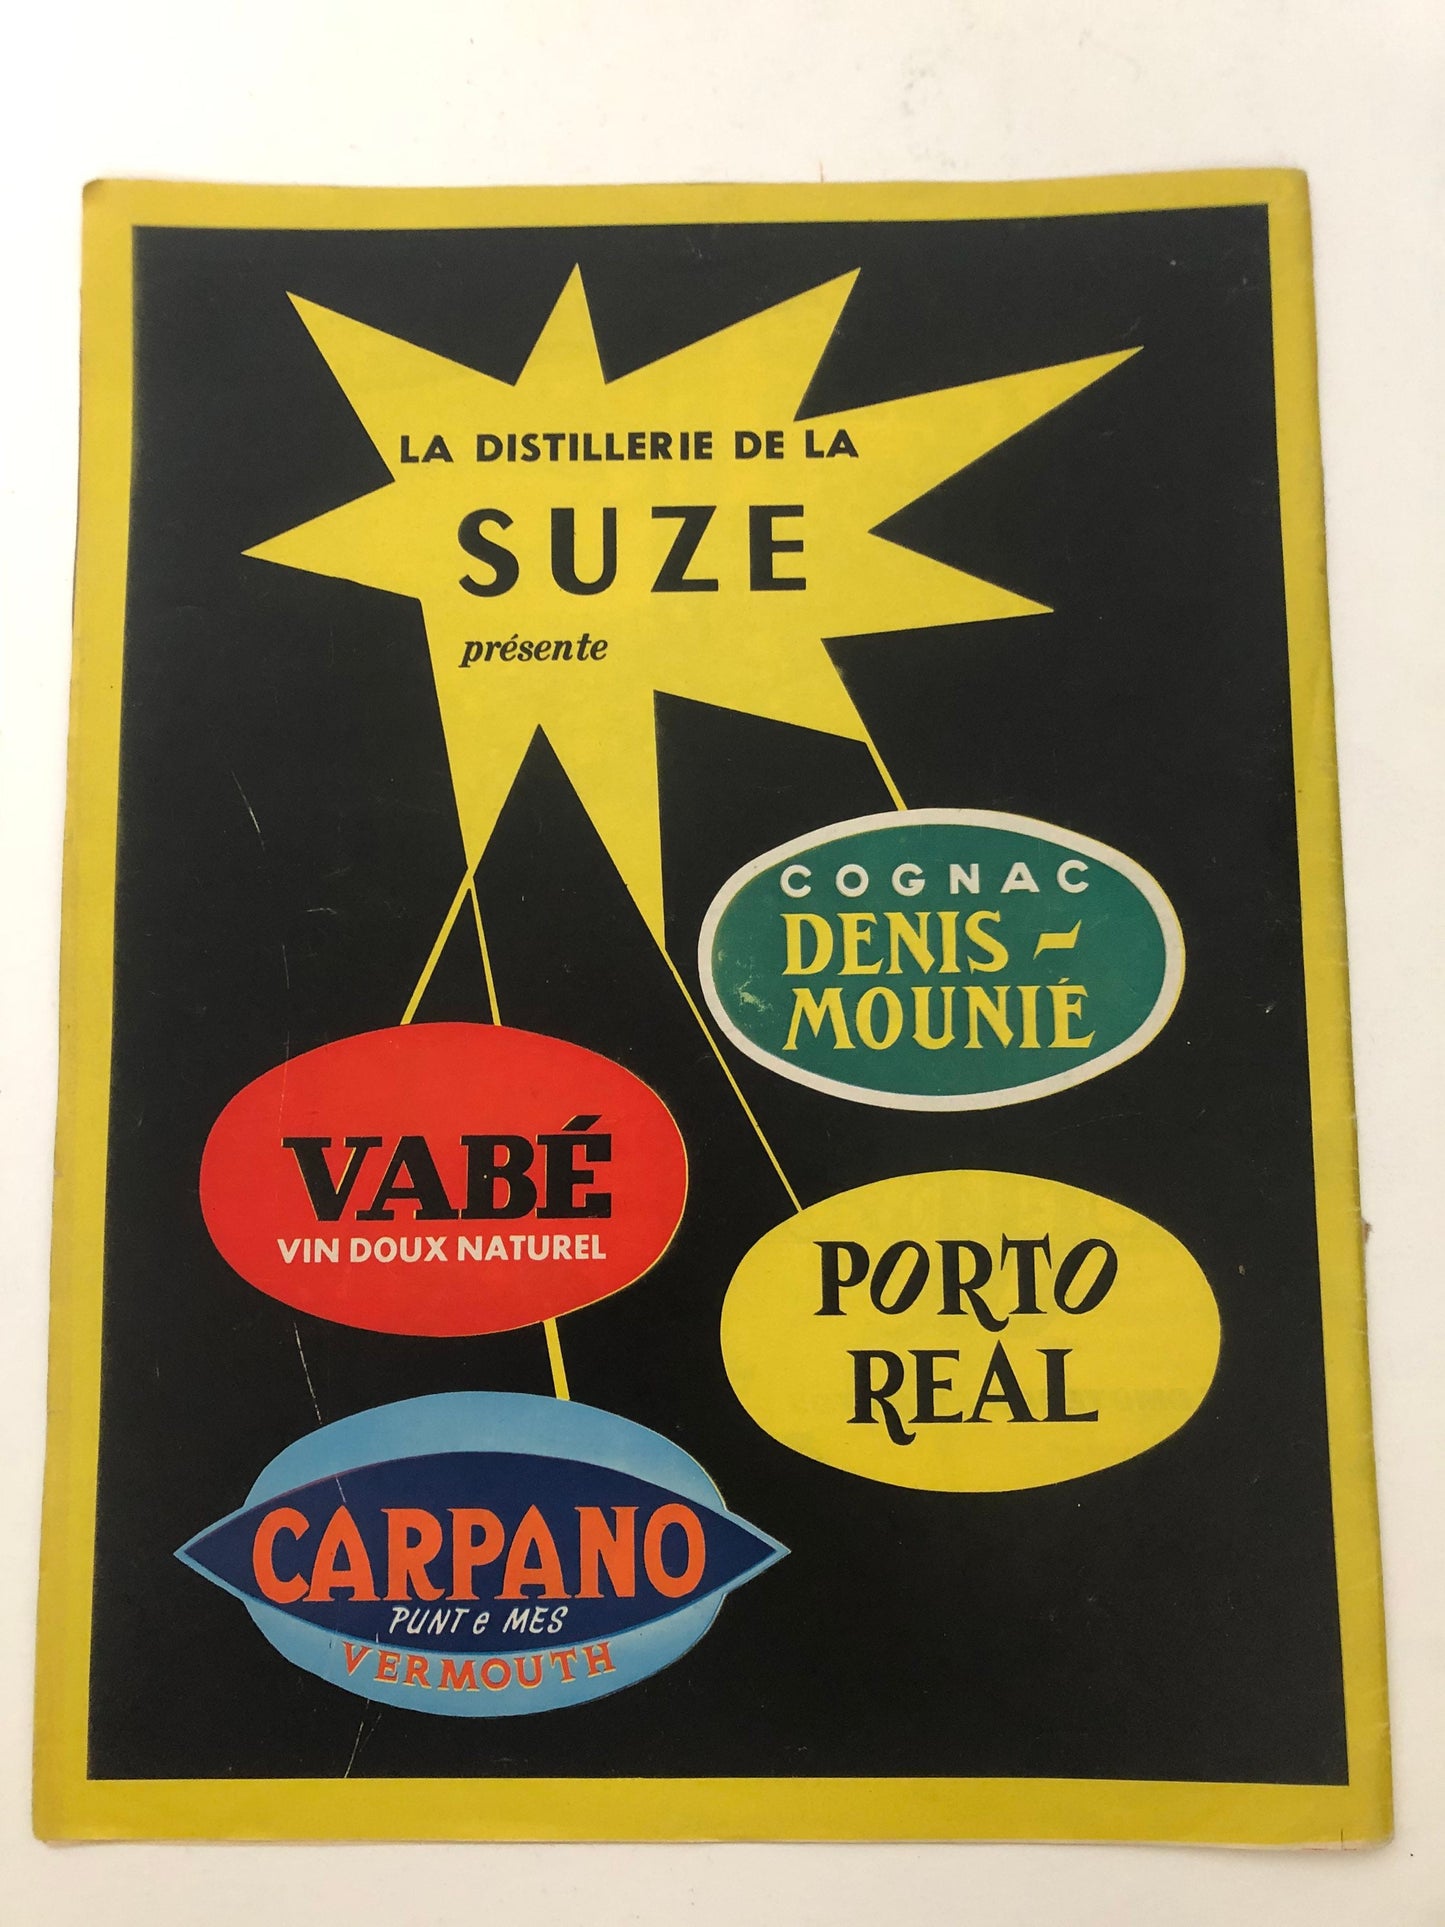 LA DISTILLERIE DE LA
SUZE
présente
COGNAC
DENIS-
MOUNIÉ
VABÉ
VIN DOUX NATUREL
PORTO
REAL
CARPANO
PUNT e MES
VERMOUTH